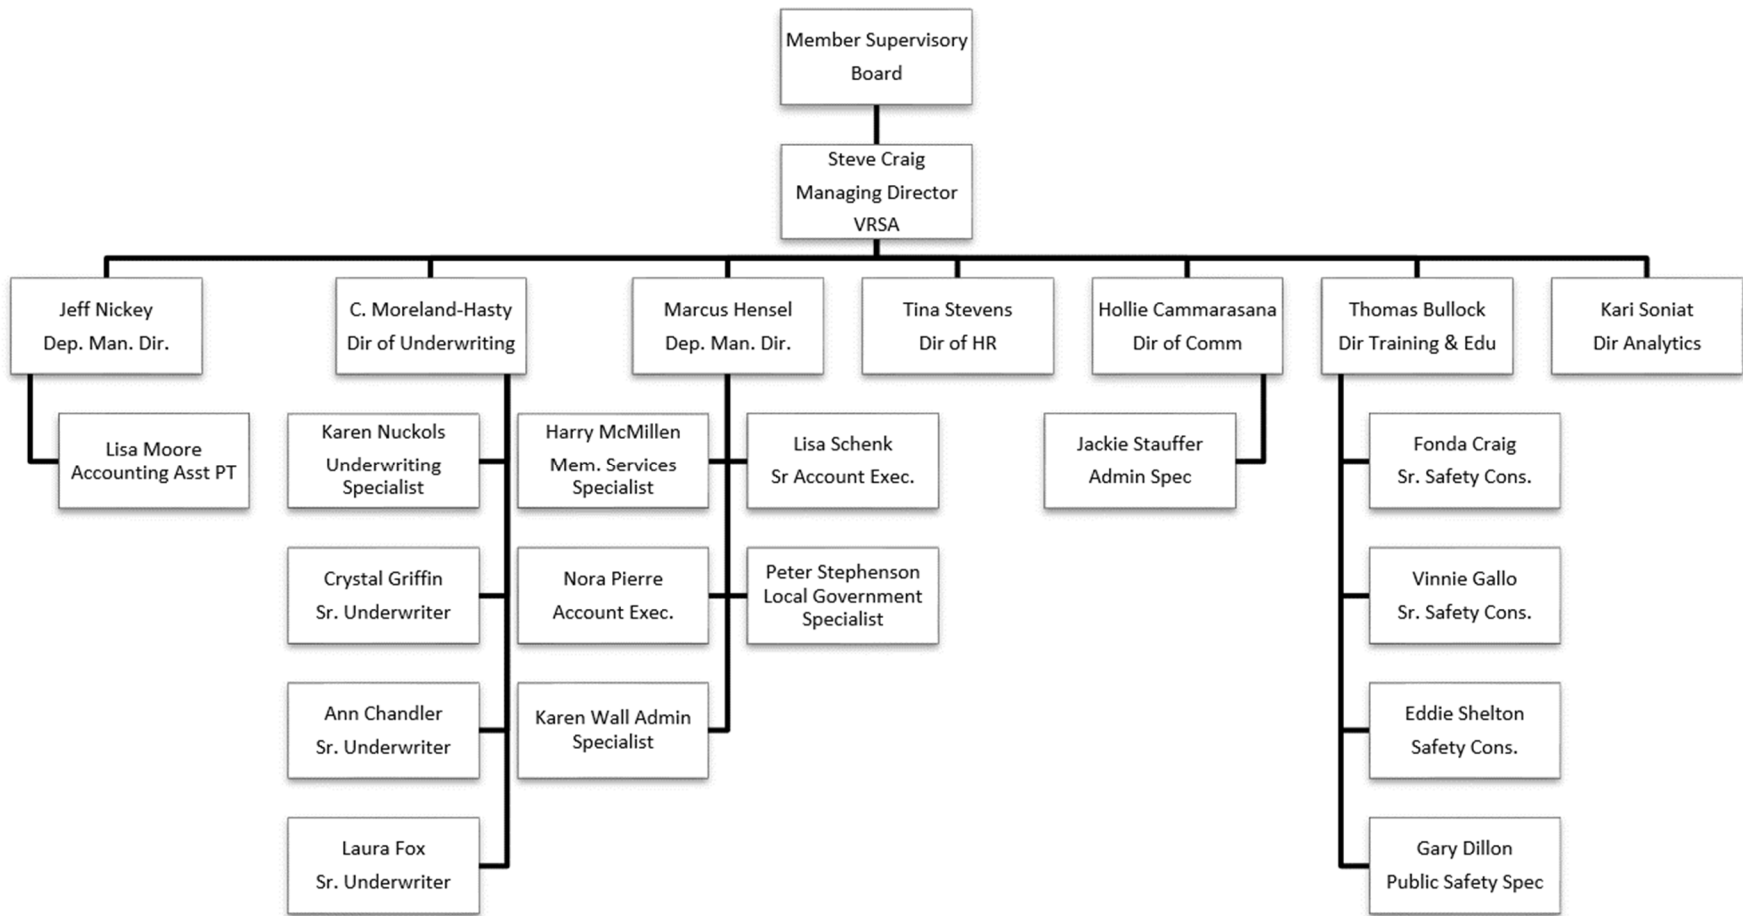 Member Supervisory
Board
Steve Craig
Managing Director
VRSA
Jeff Nickey
Dep. Man. Dir.
C. Moreland-Hasty
Dir of Underwriting
Marcus Hensel
Dep. Man. Dir.
Tina Stevens
Dir of HR
Hollie Cammarasana
Dir of Comm
Thomas Bullock
Dir Training & Edu
Kari Soniat
Dir Analytics
Lisa Moore
Accounting Asst PT
Karen Nuckols
Underwriting
Specialist
Harry McMillen
Mem. Services
Specialist
Lisa Schenk
Sr Account Exec.
Jackie Stauffer
Admin Spec
Fonda Craig
Sr. Safety Cons.
Crystal Griffin
Sr. Underwriter
Nora Pierre
Account Exec.
Peter Stephenson
Local Government
Specialist
Vinnie Gallo
Sr. Safety Cons.
Ann Chandler
Sr. Underwriter
Karen Wall Admin
Specialist
Eddie Shelton
Safety Cons.
Laura Fox
Sr. Underwriter
Gary Dillon
Public Safety Spec